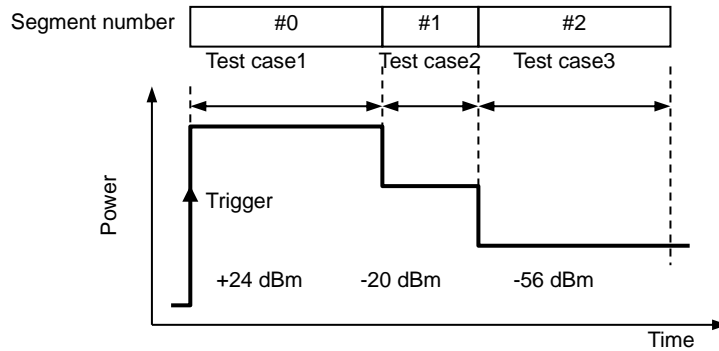 Segment number #0 #1 #2
Test case1 Test case2 Test case3
Power
Trigger
+24 dBm -20 dBm -56 dBm
Time